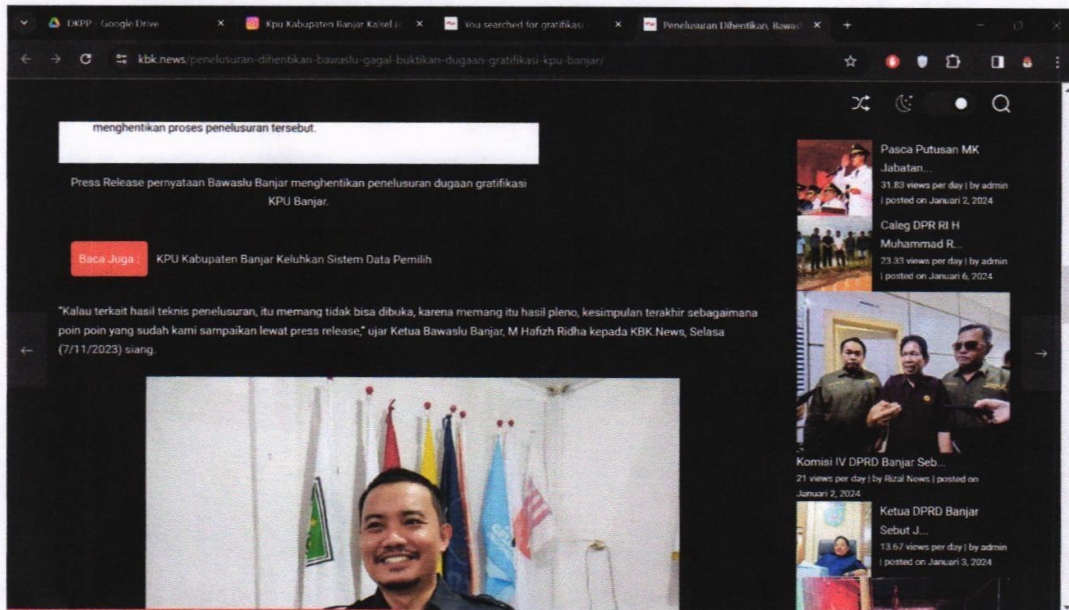 DKPP - Google Drive
Kpu Kabupaten Banjar Kalsel
You searched for gratifikasi
Penelusuran Dihentikan, Bawas
kbk.news/penelusuran-dihentikan-bawaslu-gagal-buktikan-dugaan-gratifikasi-kpu-banjar/
menghentikan proses penelusuran tersebut.
Press Release pernyataan Bawaslu Banjar menghentikan penelusuran dugaan gratifikasi
KPU Banjar.
Baca Juga : KPU Kabupaten Banjar Keluhkan Sistem Data Pemilih
"Kalau terkait hasil teknis penelusuran, itu memang tidak bisa dibuka, karena memang itu hasil pleno, kesimpulan terakhir sebagaimana
poin poin yang sudah kami sampaikan lewat press release," ujar Ketua Bawaslu Banjar, M Hafizh Ridha kepada KBK.News, Selasa
(7/11/2023) siang.
Pasca Putusan MK
Jabatan...
31.83 views per day | by admin
| posted on Januari 2, 2024
Caleg DPR RI H
Muhammad R...
23.33 views per day | by admin
| posted on Januari 6, 2024
Komisi IV DPRD Banjar Seb...
21 views per day | by Rizal News | posted on
Januari 2, 2024
Ketua DPRD Banjar
Sebut J...
13.67 views per day | by admin
| posted on Januari 3, 2024